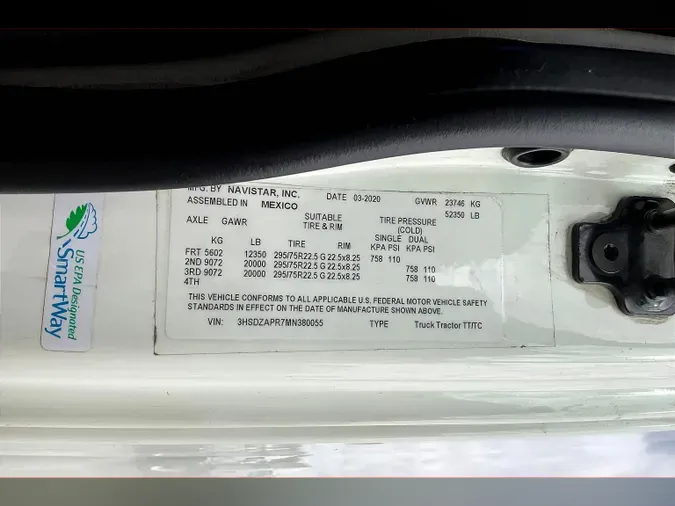 MFG. BY NAVISTAR, INC. DATE 03-2020 GVWR 23746 KG
ASSEMBLED IN MEXICO 52350 LB
AXLE GAWR SUITABLE TIRE & RIM TIRE PRESSURE (COLD)
SINGLE DUAL
KG LB TIRE RIM KPA PSI KPA PSI
FRT 5602 12350 295/75R22.5 G 22.5x8.25 758 110
2ND 9072 20000 295/75R22.5 G 22.5x8.25 758 110
3RD 9072 20000 295/75R22.5 G 22.5x8.25 758 110
4TH
THIS VEHICLE CONFORMS TO ALL APPLICABLE U.S. FEDERAL MOTOR VEHICLE SAFETY
STANDARDS IN EFFECT ON THE DATE OF MANUFACTURE SHOWN ABOVE.
VIN: 3HSDZAPR7MN380055 TYPE Truck Tractor TT/TC
US EPA Designated
SmartWay